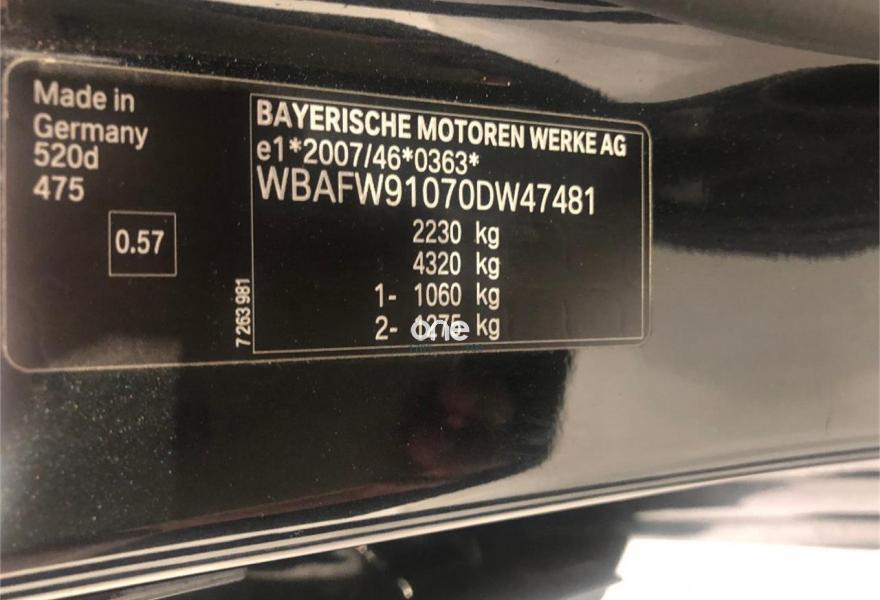 Made in
Germany
520d
475
0.57
7 263 981
BAYERISCHE MOTOREN WERKE AG
e1*2007/46*0363*
WBAFW91070DW47481
2230 kg
4320 kg
1- 1060 kg
2- 1275 kg
one